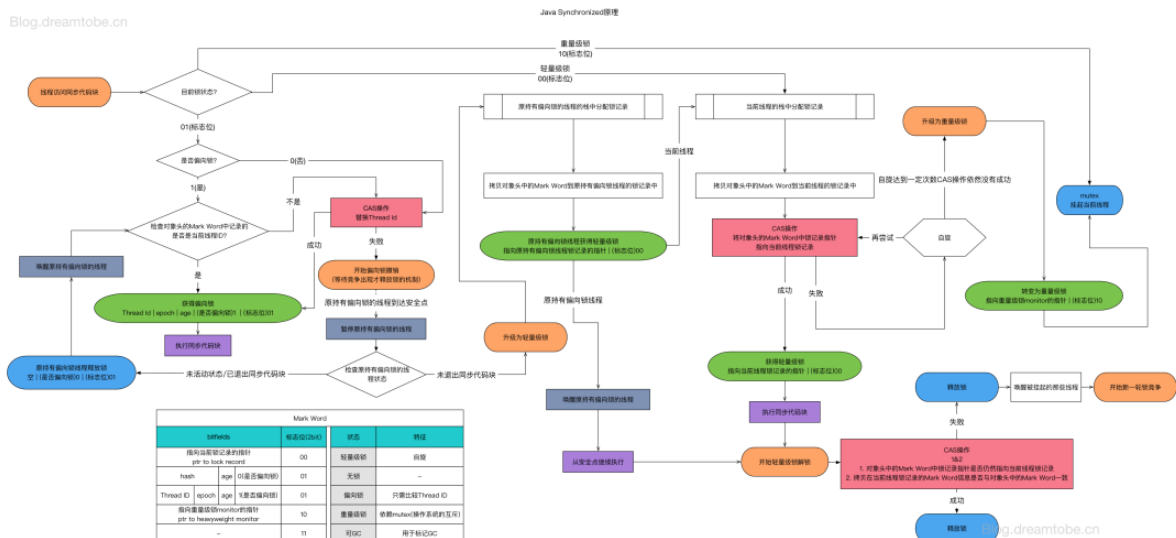 Java Synchronized原理
Blog.dreamtobe.cn
重量级锁
10(标志位)
轻量级锁
00(标志位)
线程访问同步代码块
目前锁状态?
原持有偏向锁的线程的栈中分配锁记录
当前线程的栈中分配锁记录
升级为重量级锁
01(标志位)
当前线程
是否偏向锁?
0(否)
1(是)
不是
拷贝对象头中的Mark Word到原持有偏向锁线程的锁记录中
拷贝对象头中的Mark Word到当前线程的锁记录中
自旋达到一定次数CAS操作依然没有成功
mutex
挂起当前线程
CAS操作
替换Thread Id
检查对象头的Mark Word中记录的
是否是当前线程ID?
成功
失败
原持有偏向锁线程获得轻量级锁
指向原持有偏向锁线程锁记录的指针 | (标志位)00
CAS操作
将对象头的Mark Word中锁记录指针
指向当前线程锁记录
再尝试
自旋
唤醒原持有偏向锁的线程
是
开始偏向锁撤销
(等待竞争出现才释放锁的机制)
成功
失败
转变为重量级锁
指向重量级锁monitor的指针 | (标志位)10
获得偏向锁
Thread Id | epoch | age | (是否偏向锁)1 | (标志位)01
原持有偏向锁的线程到达安全点
原持有偏向锁线程
暂停原持有偏向锁的线程
升级为轻量级锁
执行同步代码块
原持有偏向锁线程释放锁
空 | (是否偏向锁)0 | (标志位)01
未活动状态/已退出同步代码块
检查原持有偏向锁的线
程状态
未退出同步代码块
获得轻量级锁
指向当前线程锁记录的指针 | (标志位)00
唤醒原持有偏向锁的线程
执行同步代码块
释放锁
唤醒被挂起的那些线程
开始新一轮锁竞争
失败
Mark Word
bitfields 标志位(2bit) 状态 特征
指向当前锁记录的指针
ptr to lock record
00 轻量级锁 自旋
hash age 0(是否偏向锁) 01 无锁 –
Thread ID epoch age 1(是否偏向锁) 01 偏向锁 只需比较Thread ID
指向重量级锁monitor的指针
ptr to heavyweight monitor
10 重量级锁 依赖mutex(操作系统的互斥)
– 11 可GC 用于标记GC
从安全点继续执行
开始轻量级锁解锁
CAS操作
1&2
1. 对象头中的Mark Word中锁记录指针是否仍然指向当前线程锁记录
2. 拷贝在当前线程锁记录的Mark Word信息是否与对象头中的Mark Word一致
成功
释放锁
Blog.dreamtobe.cn